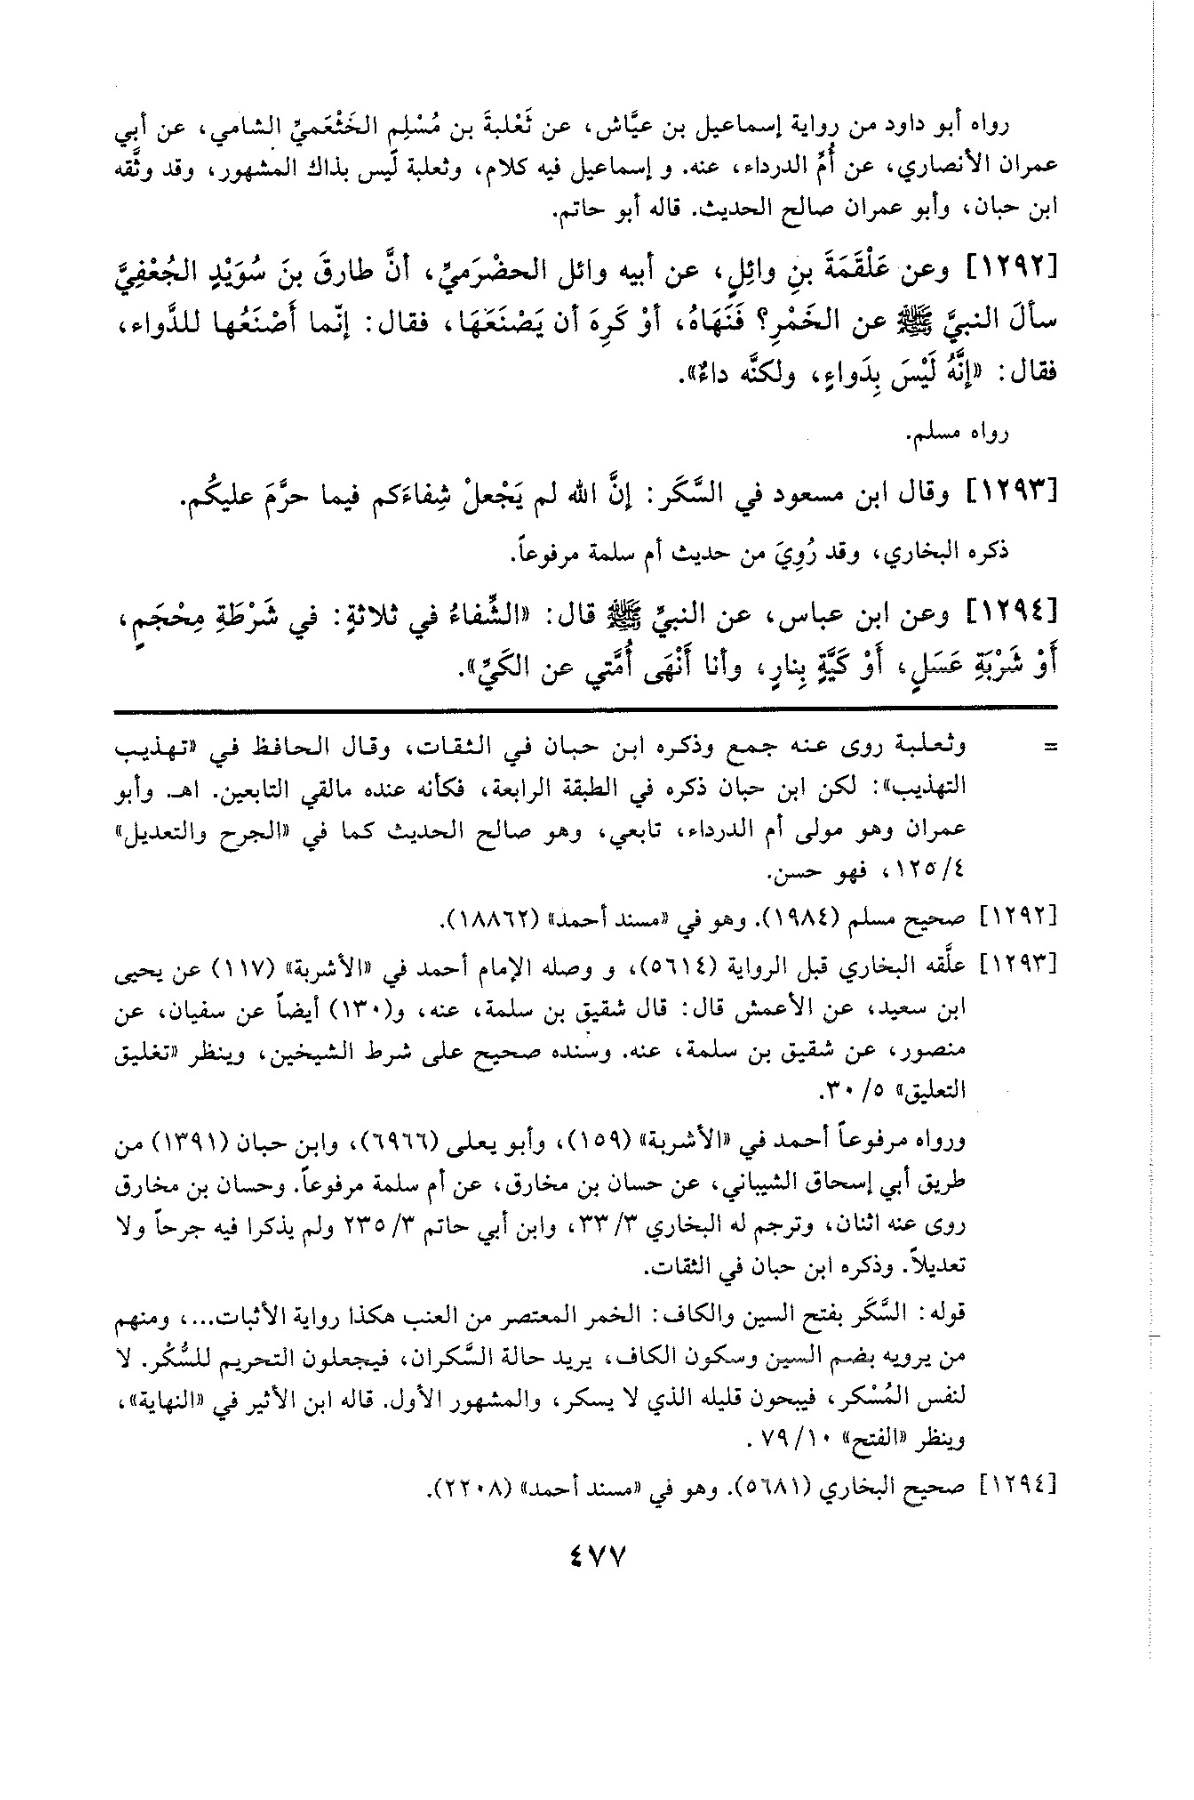 رواه أبو داود من رواية إسماعيل بن عيَّاش، عن ثَعْلبةَ بن مُسْلِمٍ الخَثْعَميِّ الشامي، عن أبي
عمران الأنصاري، عن أُمِّ الدرداء، عنه. و إسماعيل فيه كلام، وثعلبة ليس بذاك المشهور، وقد وثَّقه
ابن حبان، وأبو عمران صالح الحديث. قاله أبو حاتم.
[١٢٩٢] وعن عَلْقَمَةَ بنِ وائِلٍ، عن أبيه وائل الحضْرَميِّ، أنَّ طارقَ بنَ سُوَيْدٍ الجُعْفِيَّ
سألَ النبيَّ ﷺ عن الخَمْرِ؟ فَنَهَاهُ، أوْ كَرِهَ أن يَصْنَعَهَا، فقال: إنّما أَصْنَعُها للدَّواء،
فقال: «إنَّهُ لَيْسَ بِدَواءٍ، ولكنَّه داءٌ».
رواه مسلم.
[١٢٩٣] وقال ابن مسعود في السَّكَر: إنَّ الله لم يَجْعلْ شِفاءَكم فيما حرَّمَ عليكُم.
ذكره البخاري، وقد رُوِيَ من حديث أم سلمة مرفوعاً.
[١٢٩٤] وعن ابن عباس، عن النبيِّ ﷺ قال: «الشِّفاءُ في ثلاثةٍ: في شَرْطَةِ مِحْجَمٍ،
أَوْ شَرْبَةِ عَسَلٍ، أَوْ كَيَّةٍ بِنارٍ، وأنا أَنْهَى أُمَّتي عن الكَيِّ».
= وثعلبة روى عنه جمع وذكره ابن حبان في الثقات، وقال الحافظ في «تهذيب
التهذيب»: لكن ابن حبان ذكره في الطبقة الرابعة، فكأنه عنده مالقي التابعين. اهـ. وأبو
عمران وهو مولى أم الدرداء، تابعي، وهو صالح الحديث كما في «الجرح والتعديل»
٤/ ١٢٥، فهو حسن.
[١٢٩٢] صحيح مسلم (١٩٨٤). وهو في «مسند أحمد» (١٨٨٦٢).
[١٢٩٣] علَّقه البخاري قبل الرواية (٥٦١٤)، و وصله الإمام أحمد في «الأشربة» (١١٧) عن يحيى
ابن سعيد، عن الأعمش قال: قال شقيق بن سلمة، عنه، و(١٣٠) أيضاً عن سفيان، عن
منصور، عن شقيق بن سلمة، عنه. وسنده صحيح على شرط الشيخين، وينظر «تغليق
التعليق» ٥/ ٣٠.
ورواه مرفوعاً أحمد في «الأشربة» (١٥٩)، وأبو يعلى (٦٩٦٦)، وابن حبان (١٣٩١) من
طريق أبي إسحاق الشيباني، عن حسان بن مخارق، عن أم سلمة مرفوعاً. وحسان بن مخارق
روى عنه اثنان، وترجم له البخاري ٣/ ٣٣، وابن أبي حاتم ٣/ ٢٣٥ ولم يذكرا فيه جرحاً ولا
تعديلاً. وذكره ابن حبان في الثقات.
قوله: السَّكَر بفتح السين والكاف: الخمر المعتصر من العنب هكذا رواية الأثبات...، ومنهم
من يرويه بضم السين وسكون الكاف، يريد حالة السَّكران، فيجعلون التحريم للسُّكْر. لا
لنفس المُسْكر، فيبحون قليله الذي لا يسكر، والمشهور الأول. قاله ابن الأثير في «النهاية»،
وينظر «الفتح» ١٠/ ٧٩ .
[١٢٩٤] صحيح البخاري (٥٦٨١). وهو في «مسند أحمد» (٢٢٠٨).
٤٧٧